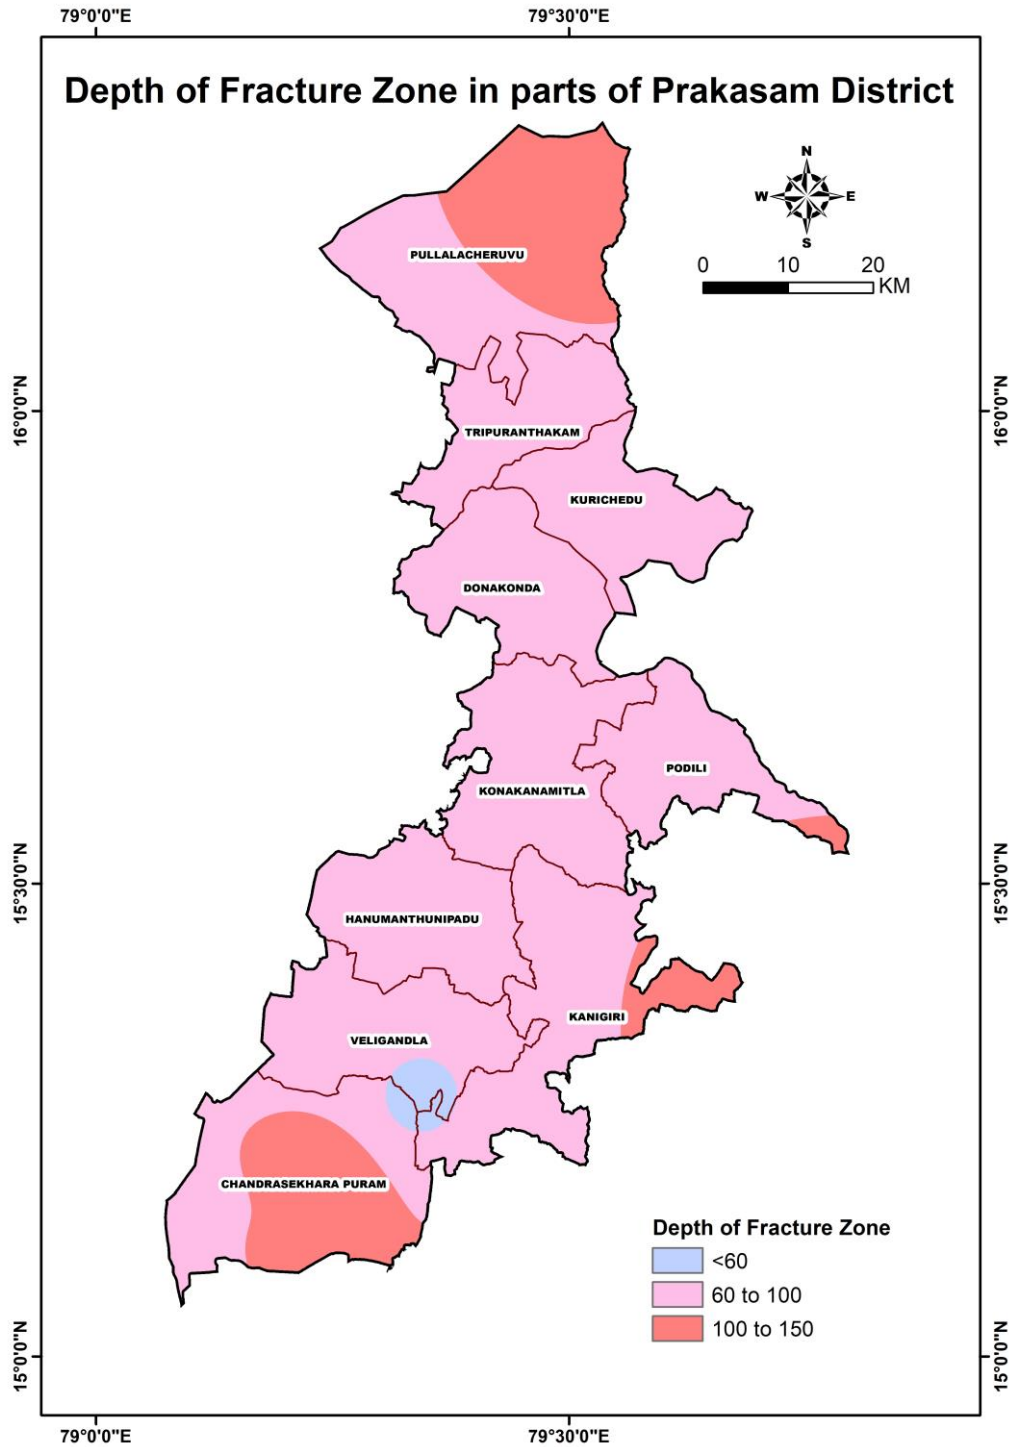 79°0'0"E
79°30'0"E
Depth of Fracture Zone in parts of Prakasam District
N
W
E
S
0
10
20
KM
PULLALACHERUVU
16°0'0"N
16°0'0"N
TRIPURANTHAKAM
KURICHEDU
DONAKONDA
PODILI
KONAKANAMITLA
15°30'0"N
15°30'0"N
HANUMANTHUNIPADU
KANIGIRI
VELIGANDLA
CHANDRASEKHARA PURAM
Depth of Fracture Zone
<60
60 to 100
100 to 150
15°0'0"N
15°0'0"N
79°0'0"E
79°30'0"E